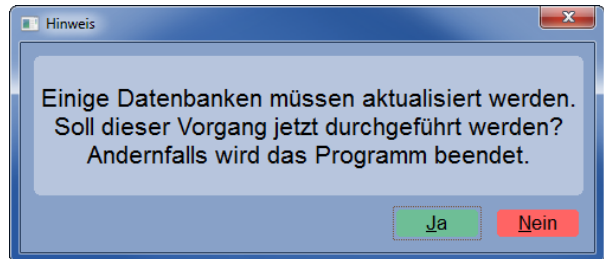 Hinweis
Einige Datenbanken müssen aktualisiert werden.
Soll dieser Vorgang jetzt durchgeführt werden?
Andernfalls wird das Programm beendet.
Ja
Nein